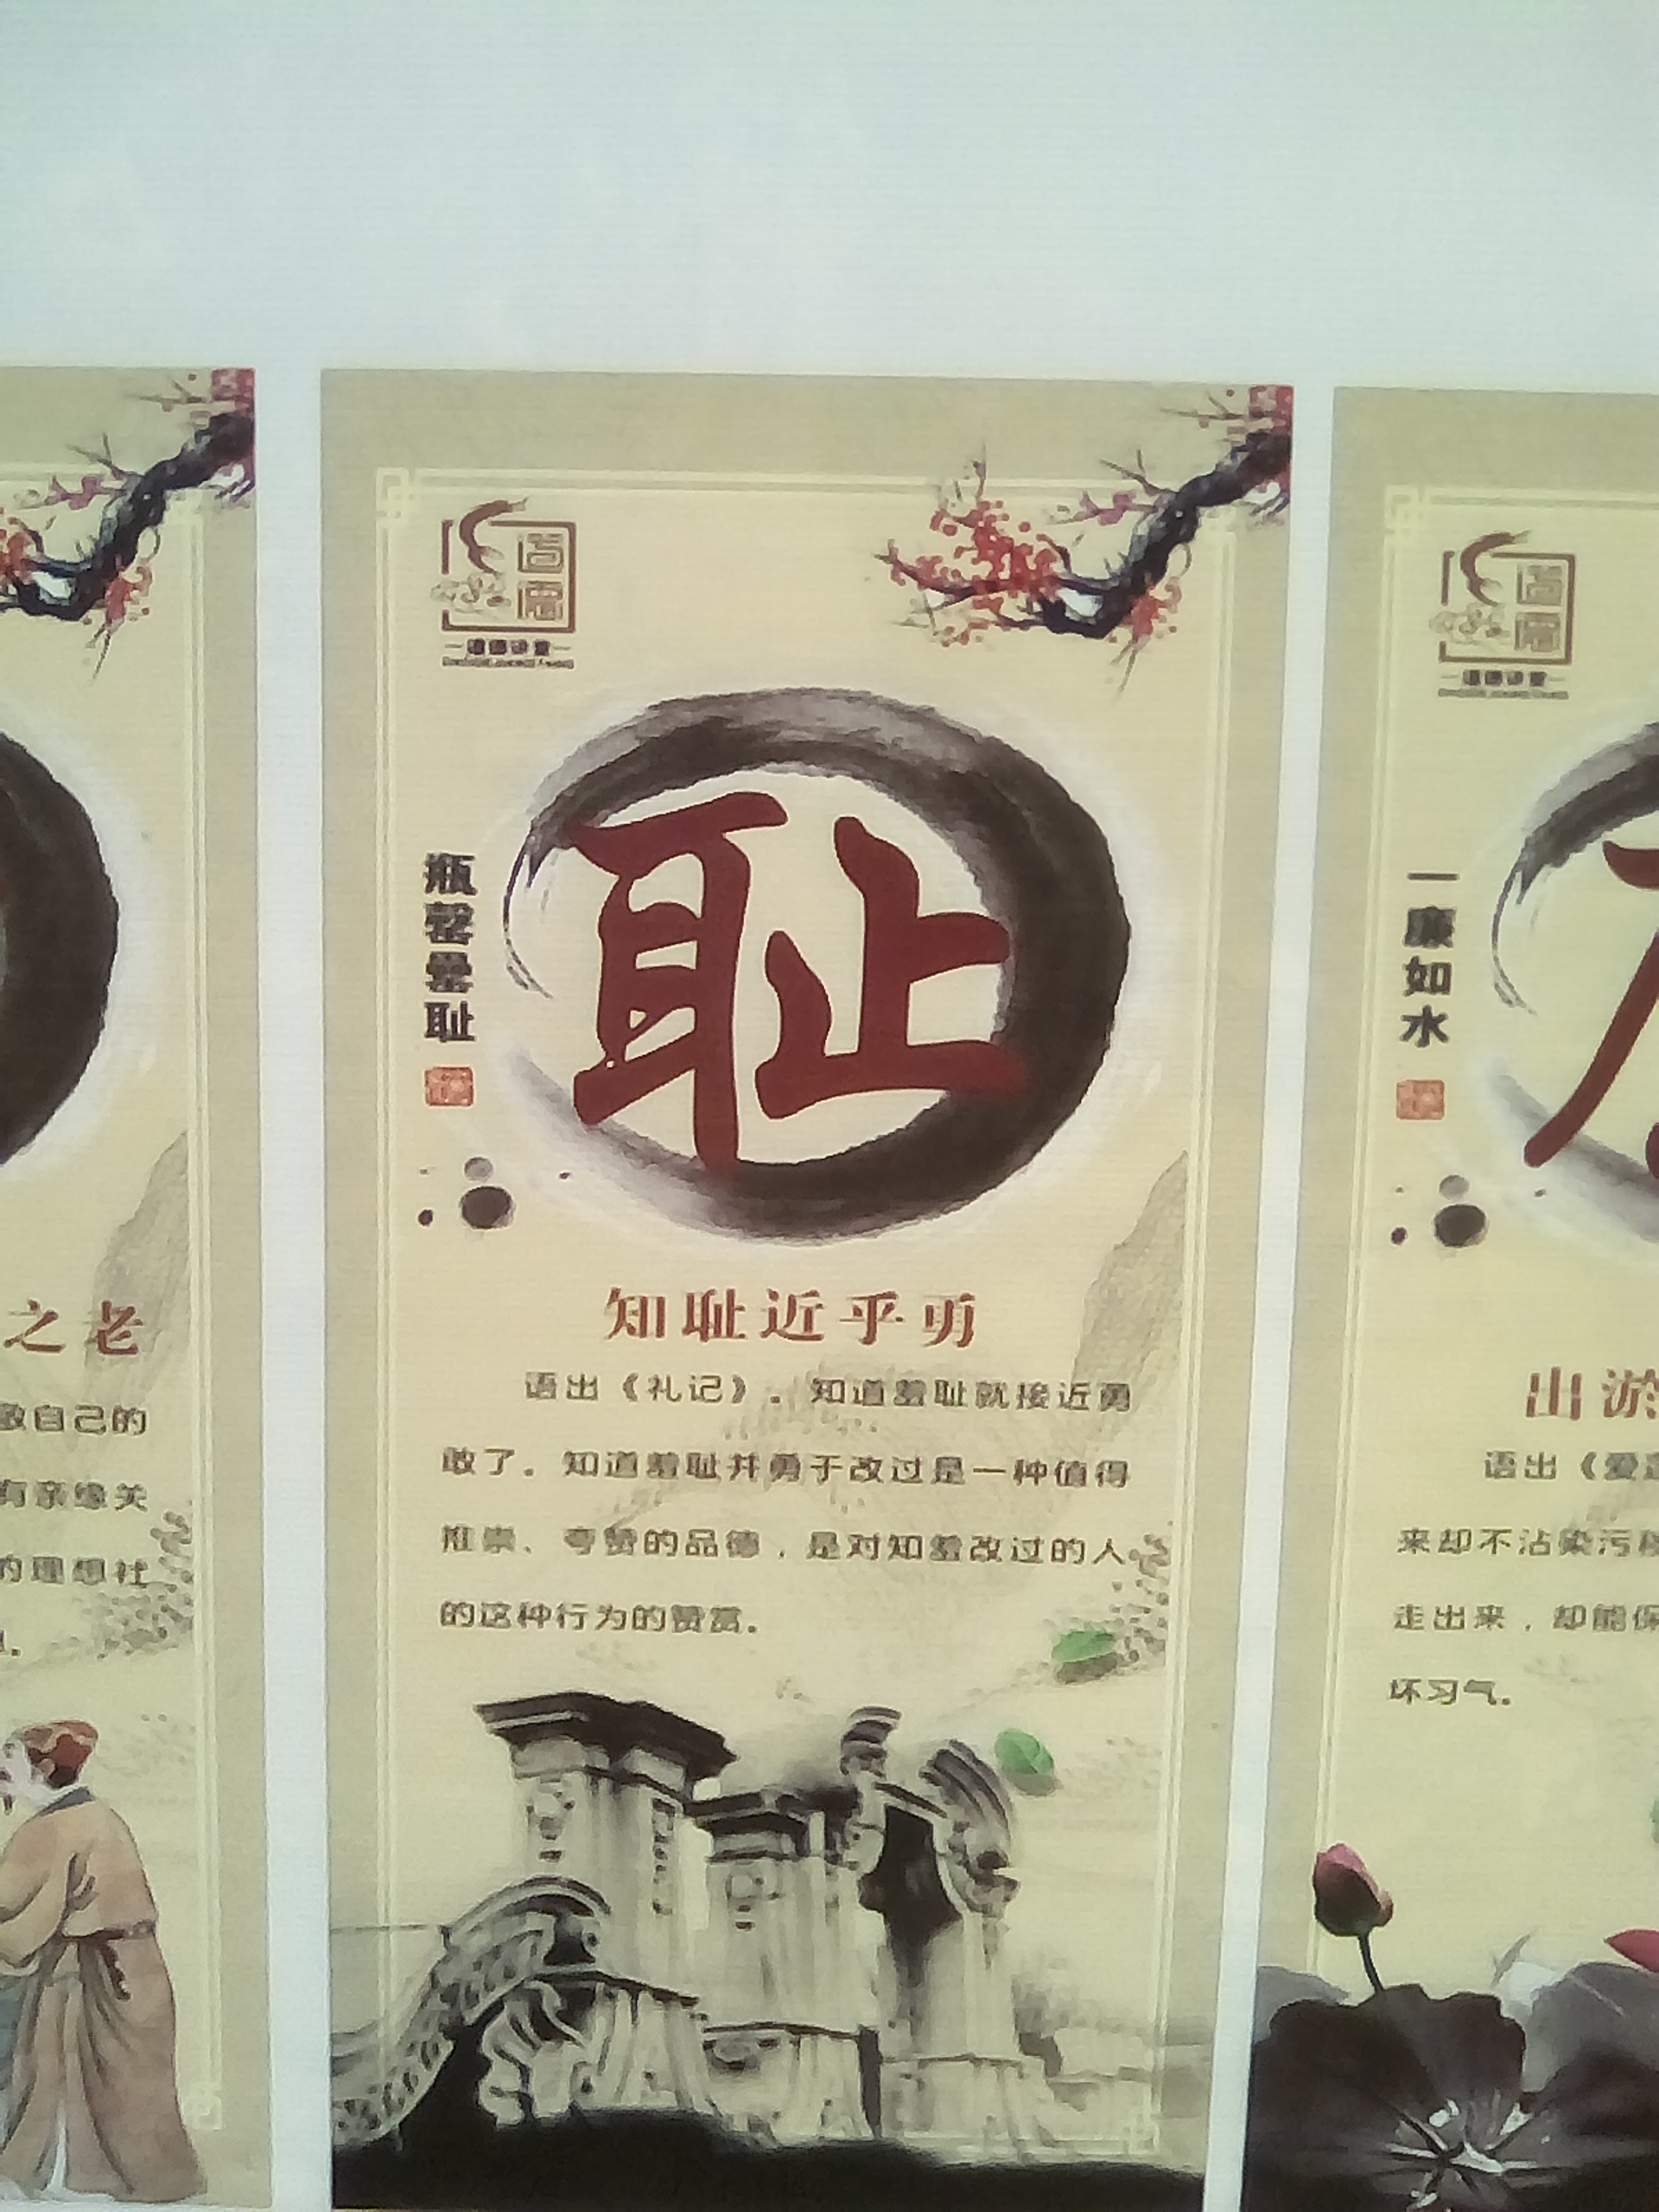 之老
敬自己的
有亲缘关
的理想社
道德讲堂
瓶罄罍耻
耻
知耻近乎勇
语出《礼记》。知道羞耻就接近勇
敢了。知道羞耻并勇于改过是一种值得
推崇、夸赞的品德，是对知羞改过的人
的这种行为的赞赏。
道德讲堂
一廉如水
出淤
语出《爱莲
来却不沾染污
走出来，却能保
坏习气。